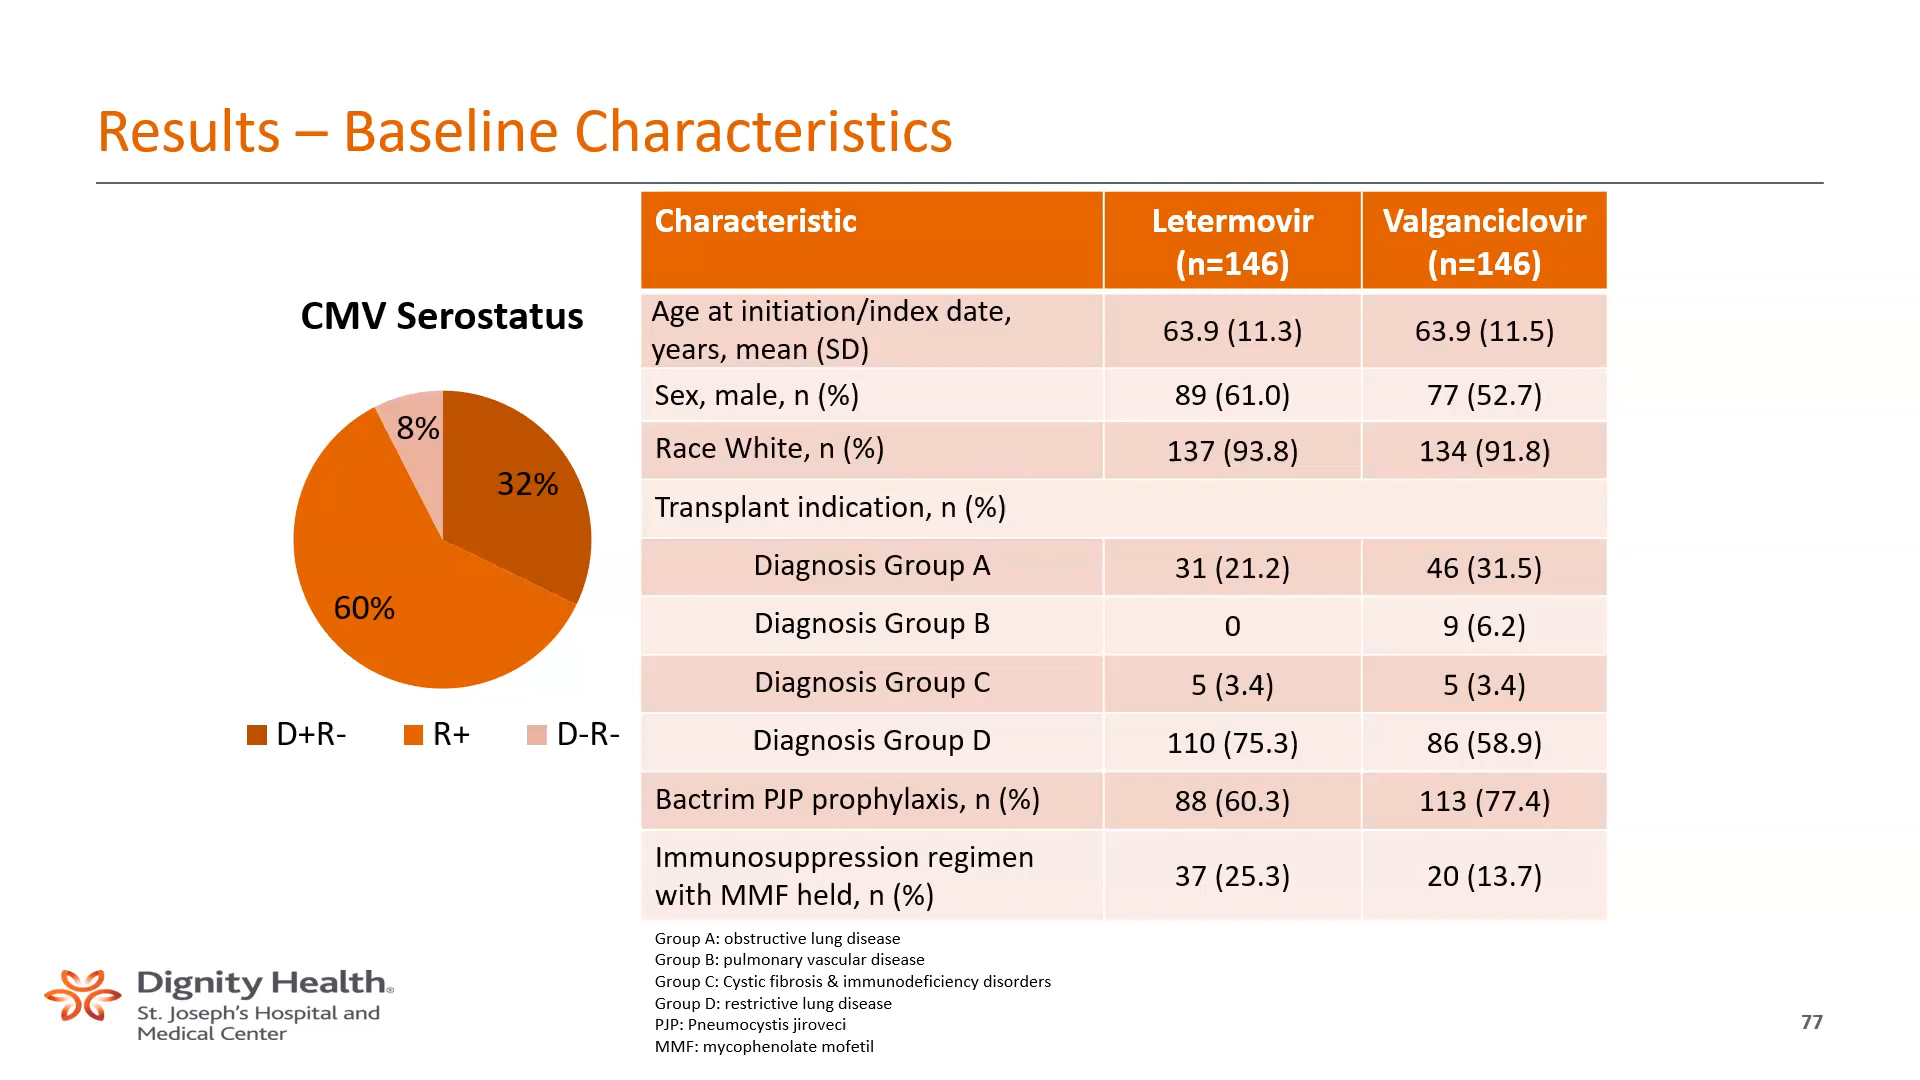 Results – Baseline Characteristics
CMV Serostatus
8%
32%
60%
D+R- R+ D-R-
Characteristic Letermovir (n=146) Valganciclovir (n=146)
Age at initiation/index date, years, mean (SD) 63.9 (11.3) 63.9 (11.5)
Sex, male, n (%) 89 (61.0) 77 (52.7)
Race White, n (%) 137 (93.8) 134 (91.8)
Transplant indication, n (%)
Diagnosis Group A 31 (21.2) 46 (31.5)
Diagnosis Group B 0 9 (6.2)
Diagnosis Group C 5 (3.4) 5 (3.4)
Diagnosis Group D 110 (75.3) 86 (58.9)
Bactrim PJP prophylaxis, n (%) 88 (60.3) 113 (77.4)
Immunosuppression regimen with MMF held, n (%) 37 (25.3) 20 (13.7)
Group A: obstructive lung disease
Group B: pulmonary vascular disease
Group C: Cystic fibrosis & immunodeficiency disorders
Group D: restrictive lung disease
PJP: Pneumocystis jiroveci
MMF: mycophenolate mofetil
Dignity Health®
St. Joseph's Hospital and
Medical Center
77